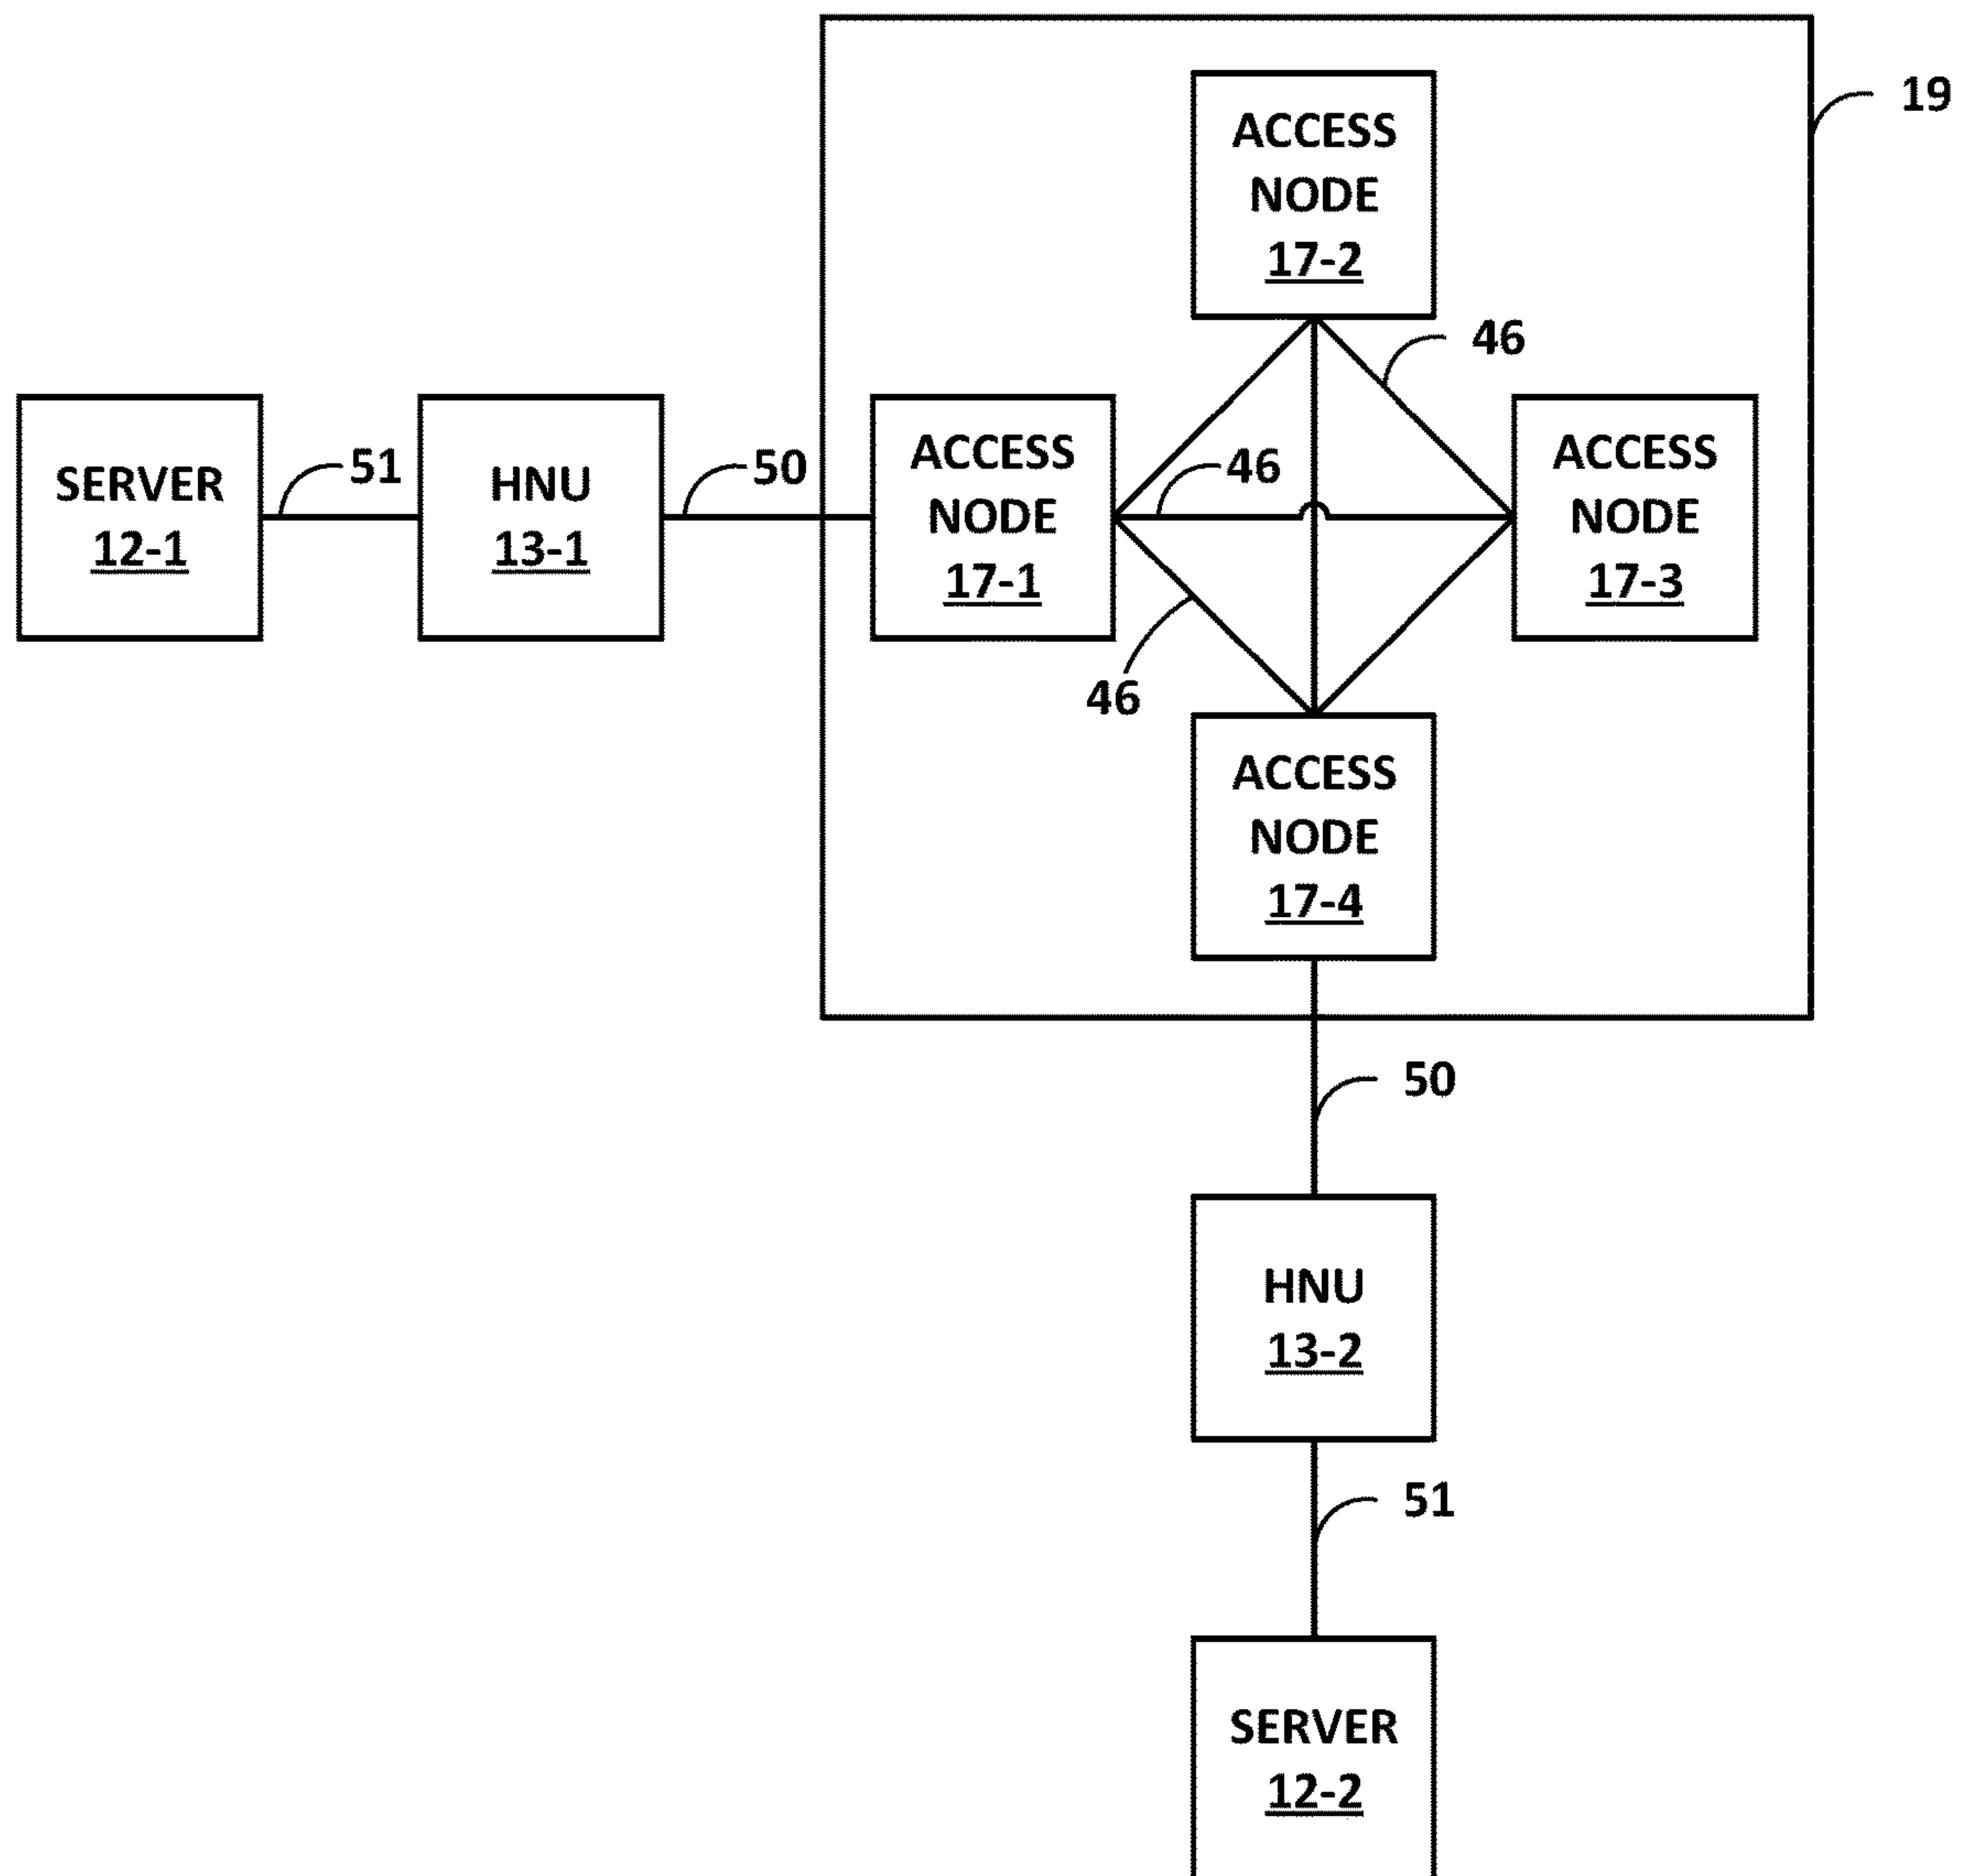 19
ACCESS
NODE
17-2
46
SERVER
12-1
51
HNU
13-1
50
ACCESS
NODE
17-1
46
ACCESS
NODE
17-3
46
ACCESS
NODE
17-4
50
HNU
13-2
51
SERVER
12-2